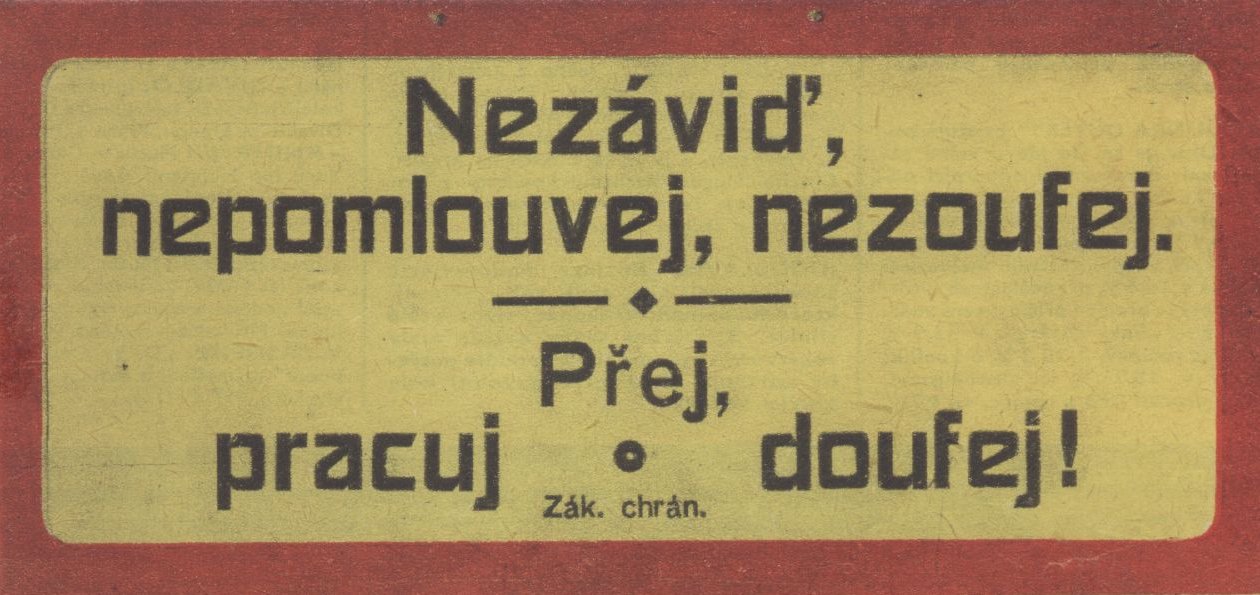 Nezáviď,
nepomlouvej, nezoufej.
Přej,
pracuj doufej!
Zák. chrán.